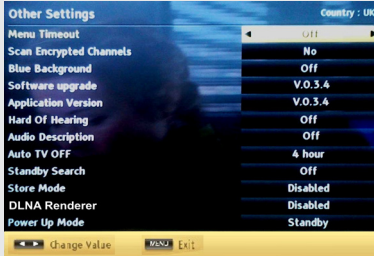 Other Settings Country : UK
Menu Timeout Off
Scan Encrypted Channels No
Blue Background Off
Software upgrade V.0.3.4
Application Version V.0.3.4
Hard Of Hearing Off
Audio Description Off
Auto TV OFF 4 hour
Standby Search Off
Store Mode Disabled
DLNA Renderer Disabled
Power Up Mode Standby
Change Value MENU Exit